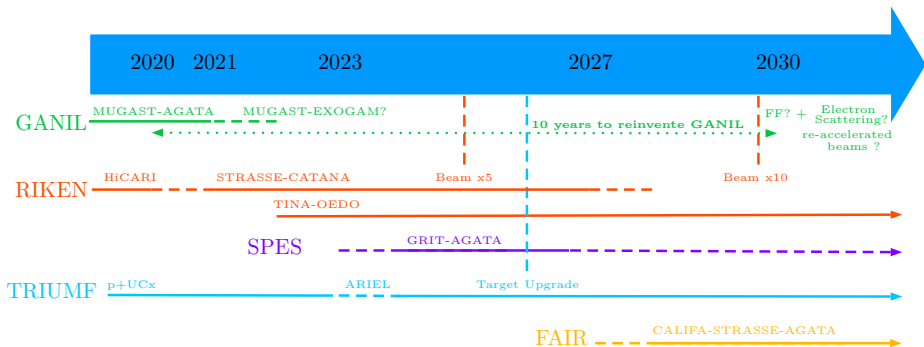 2020 2021 2023 2027 2030
MUGAST-AGATA MUGAST-EXOGAM? FF? + Electron
Scattering?
GANIL 10 years to reinvente GANIL re-accelerated
beams ?
HiCARI STRASSE-CATANA Beam x5 Beam x10
RIKEN
TINA-OEDO
SPES GRIT-AGATA
p+UCx ARIEL Target Upgrade
TRIUMF
FAIR CALIFA-STRASSE-AGATA